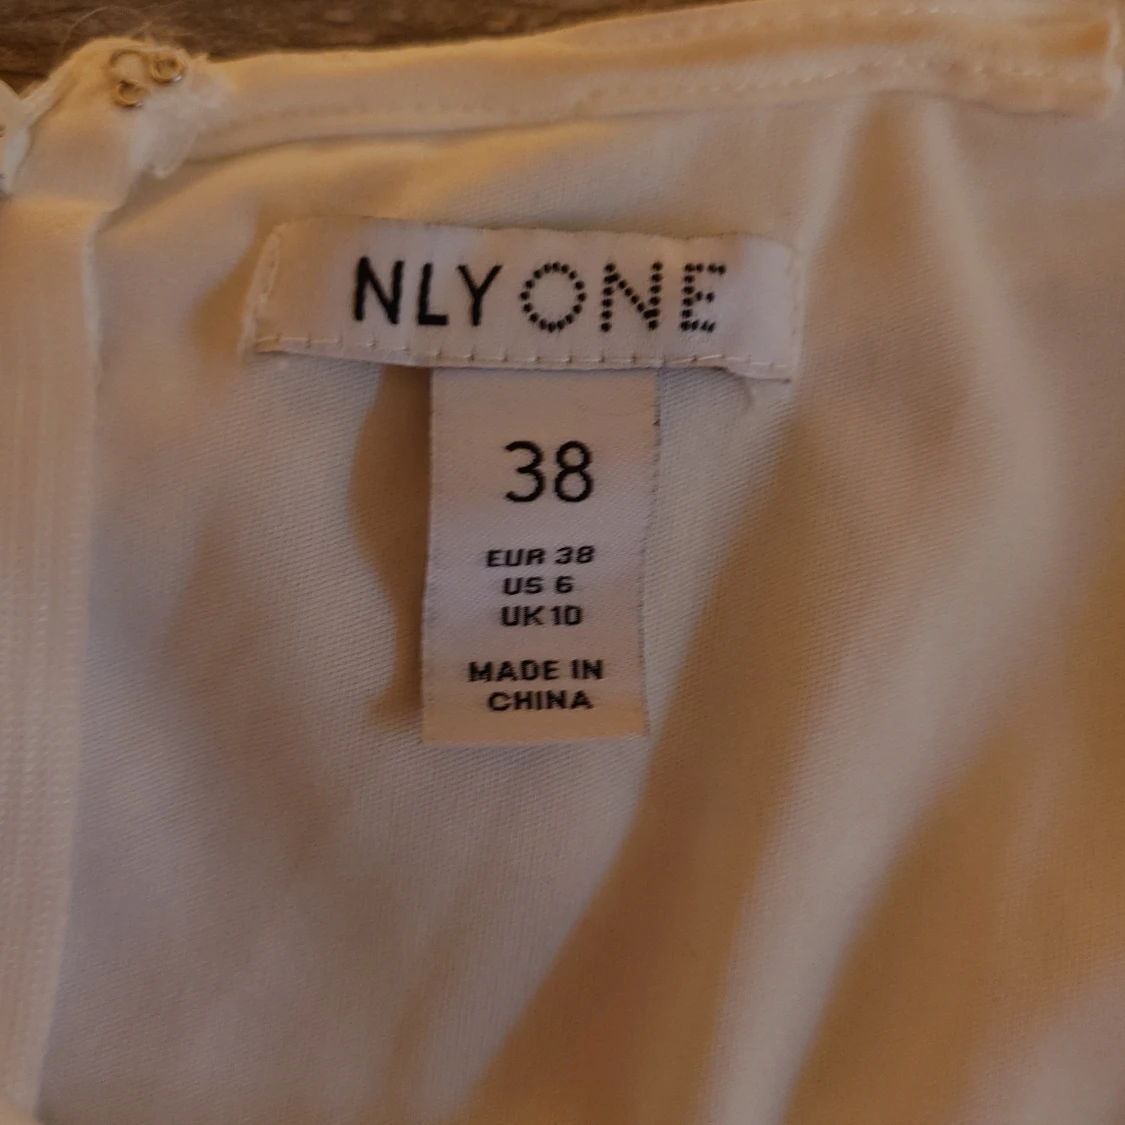 NLY ONE
38
EUR 38
US 6
UK 10
MADE IN
CHINA